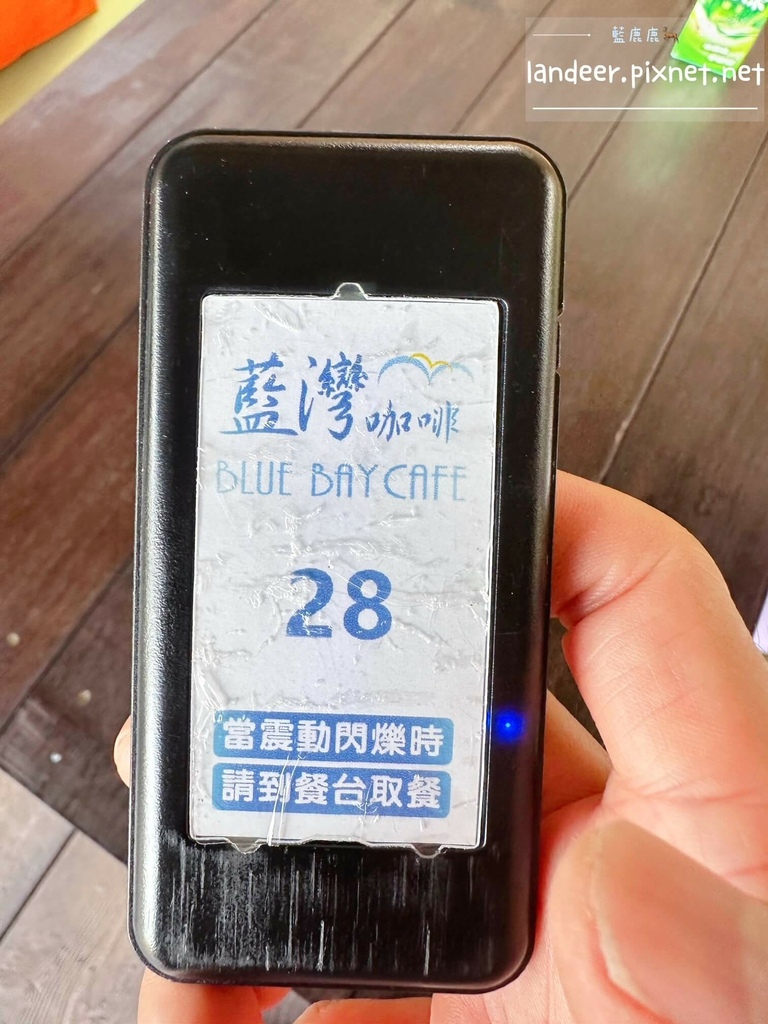 藍鹿鹿
landeer.pixnet.net
藍灣咖啡
BLUE BAY CAFE
28
當震動閃爍時
請到餐台取餐